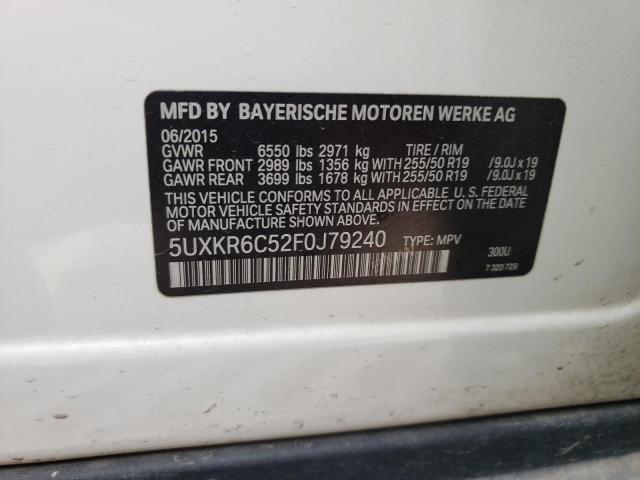 MFD BY BAYERISCHE MOTOREN WERKE AG
06/2015
GVWR 6550 lbs 2971 kg TIRE / RIM
GAWR FRONT 2989 lbs 1356 kg WITH 255/50 R19 /9.0J x 19
GAWR REAR 3699 lbs 1678 kg WITH 255/50 R19 /9.0J x 19
THIS VEHICLE CONFORMS TO ALL APPLICABLE U. S. FEDERAL
MOTOR VEHICLE SAFETY STANDARDS IN EFFECT ON THE
DATE OF MANUFACTURE SHOWN ABOVE.
5UXKR6C52F0J79240 TYPE: MPV 300U
7 320 729